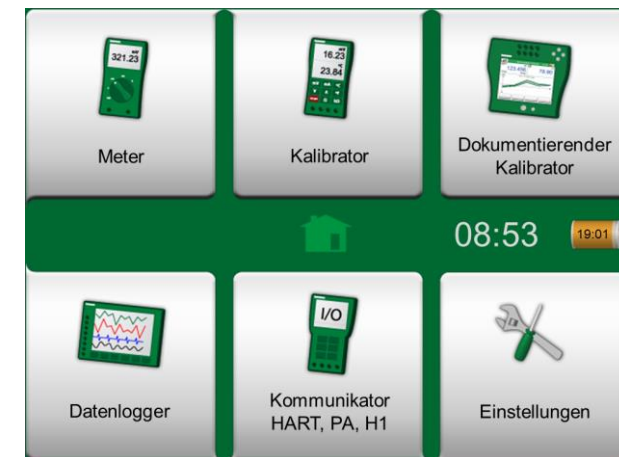 321.23
16.23
23.84
Meter
Kalibrator
Dokumentierender
Kalibrator
08:53
19:01
I/O
Datenlogger
Kommunikator
HART, PA, H1
Einstellungen